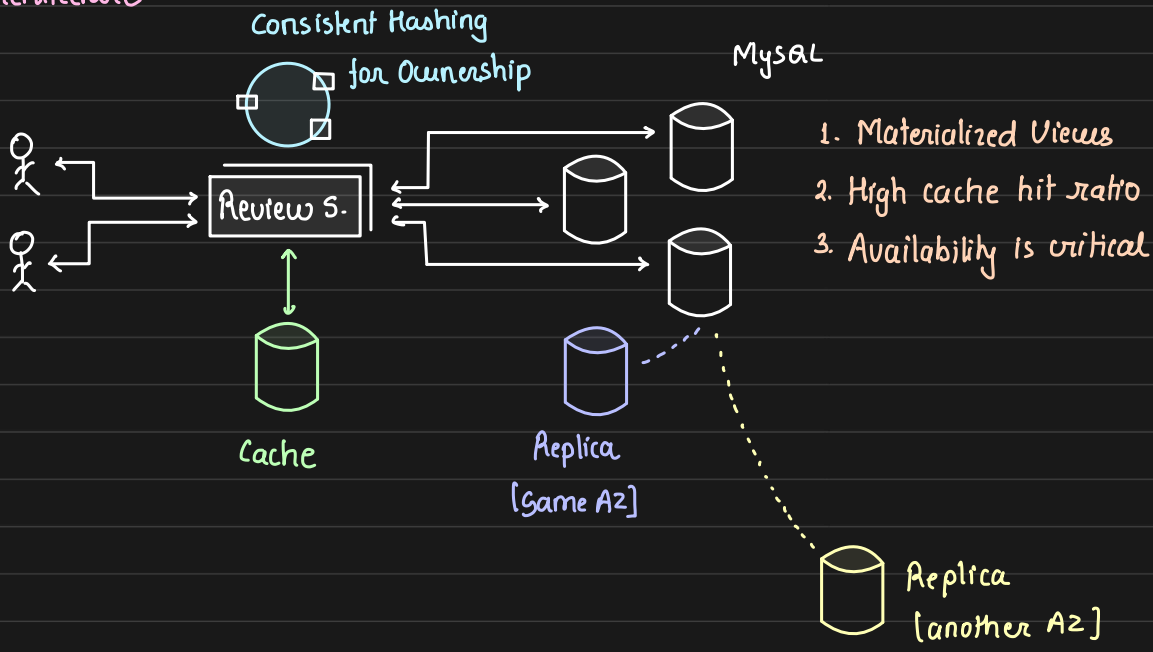 Consistent Hashing
for Ownership
MySQL
1. Materialized Views
2. High cache hit ratio
3. Availability is critical
Review S.
Cache
Replica
[Same AZ]
Replica
[another AZ]